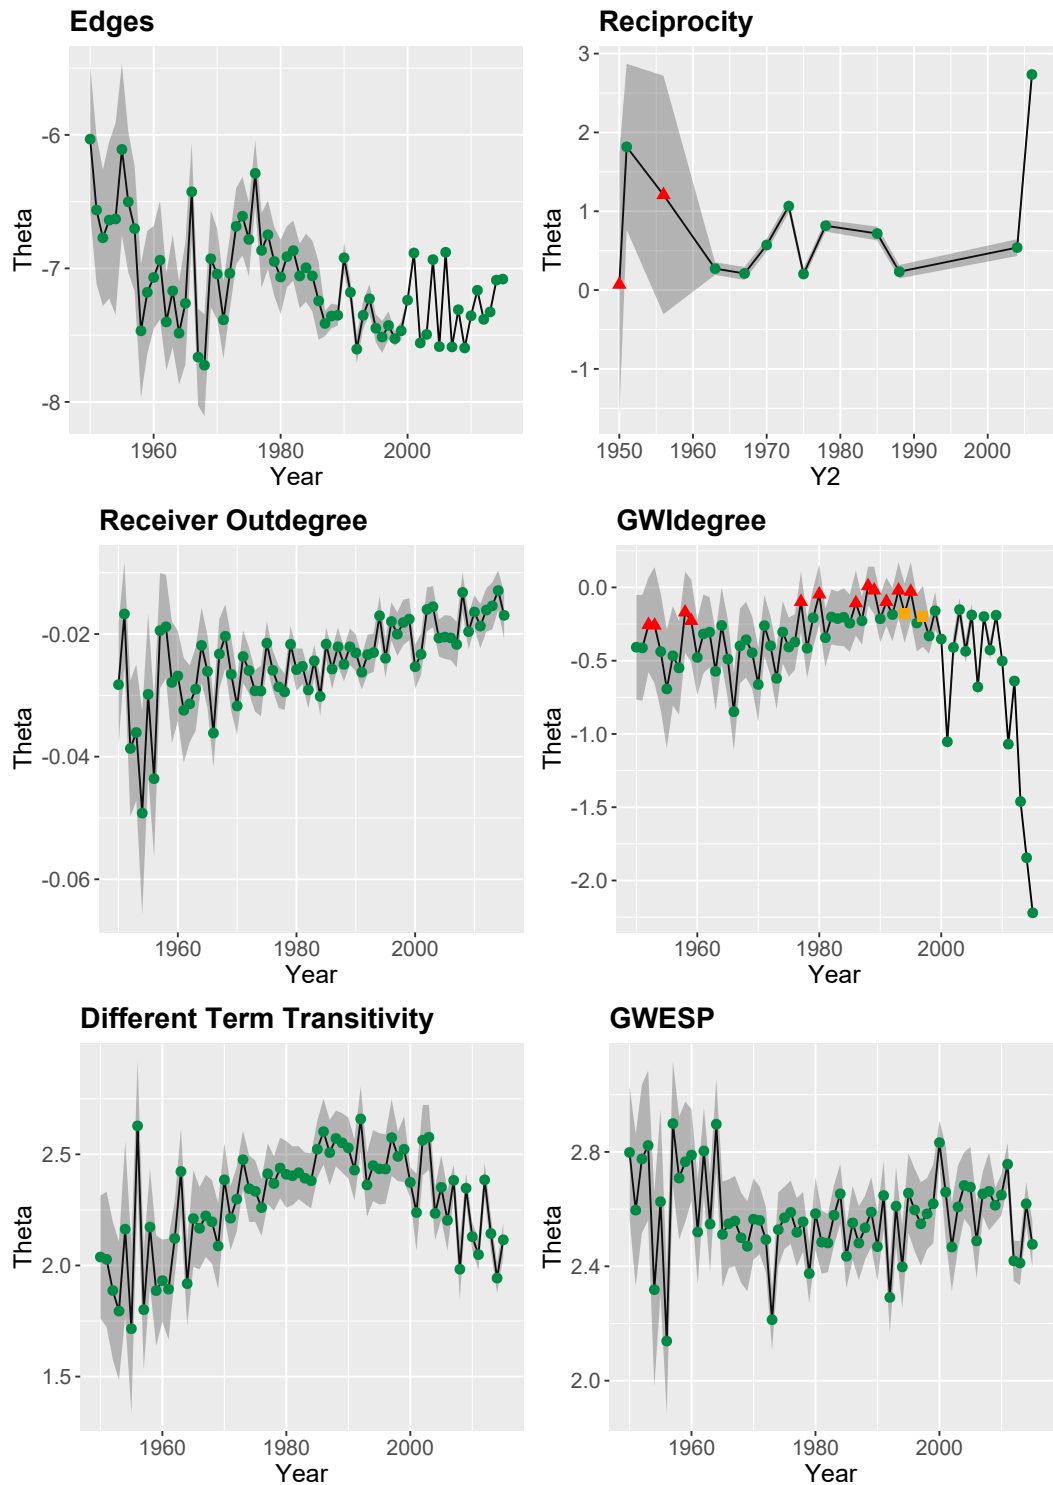 Edges
Theta
-6
-7
-8
1960 1980 2000
Year
Reciprocity
Theta
3
2
1
0
-1
1950 1960 1970 1980 1990 2000
Y2
Receiver Outdegree
Theta
-0.02
-0.04
-0.06
1960 1980 2000
Year
GWIdegree
Theta
0.0
-0.5
-1.0
-1.5
-2.0
1960 1980 2000
Year
Different Term Transitivity
Theta
2.5
2.0
1.5
1960 1980 2000
Year
GWESP
Theta
2.8
2.4
2.0
1960 1980 2000
Year